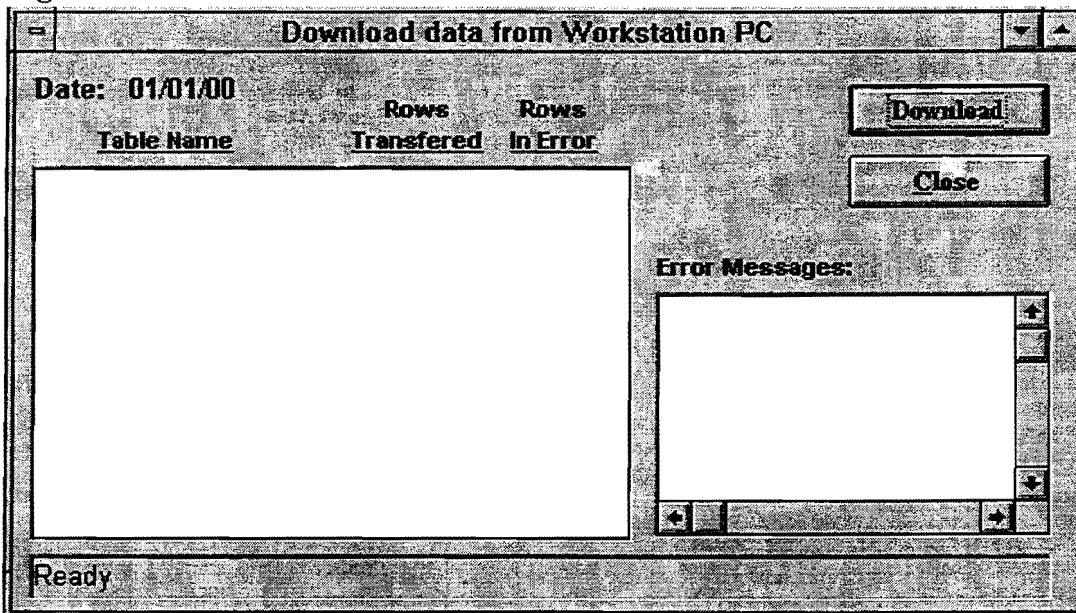 Download data from Workstation PC
Date: 01/01/00
Rows Rows
Table Name Transfered In Error
Download
Close
Error Messages:
Ready